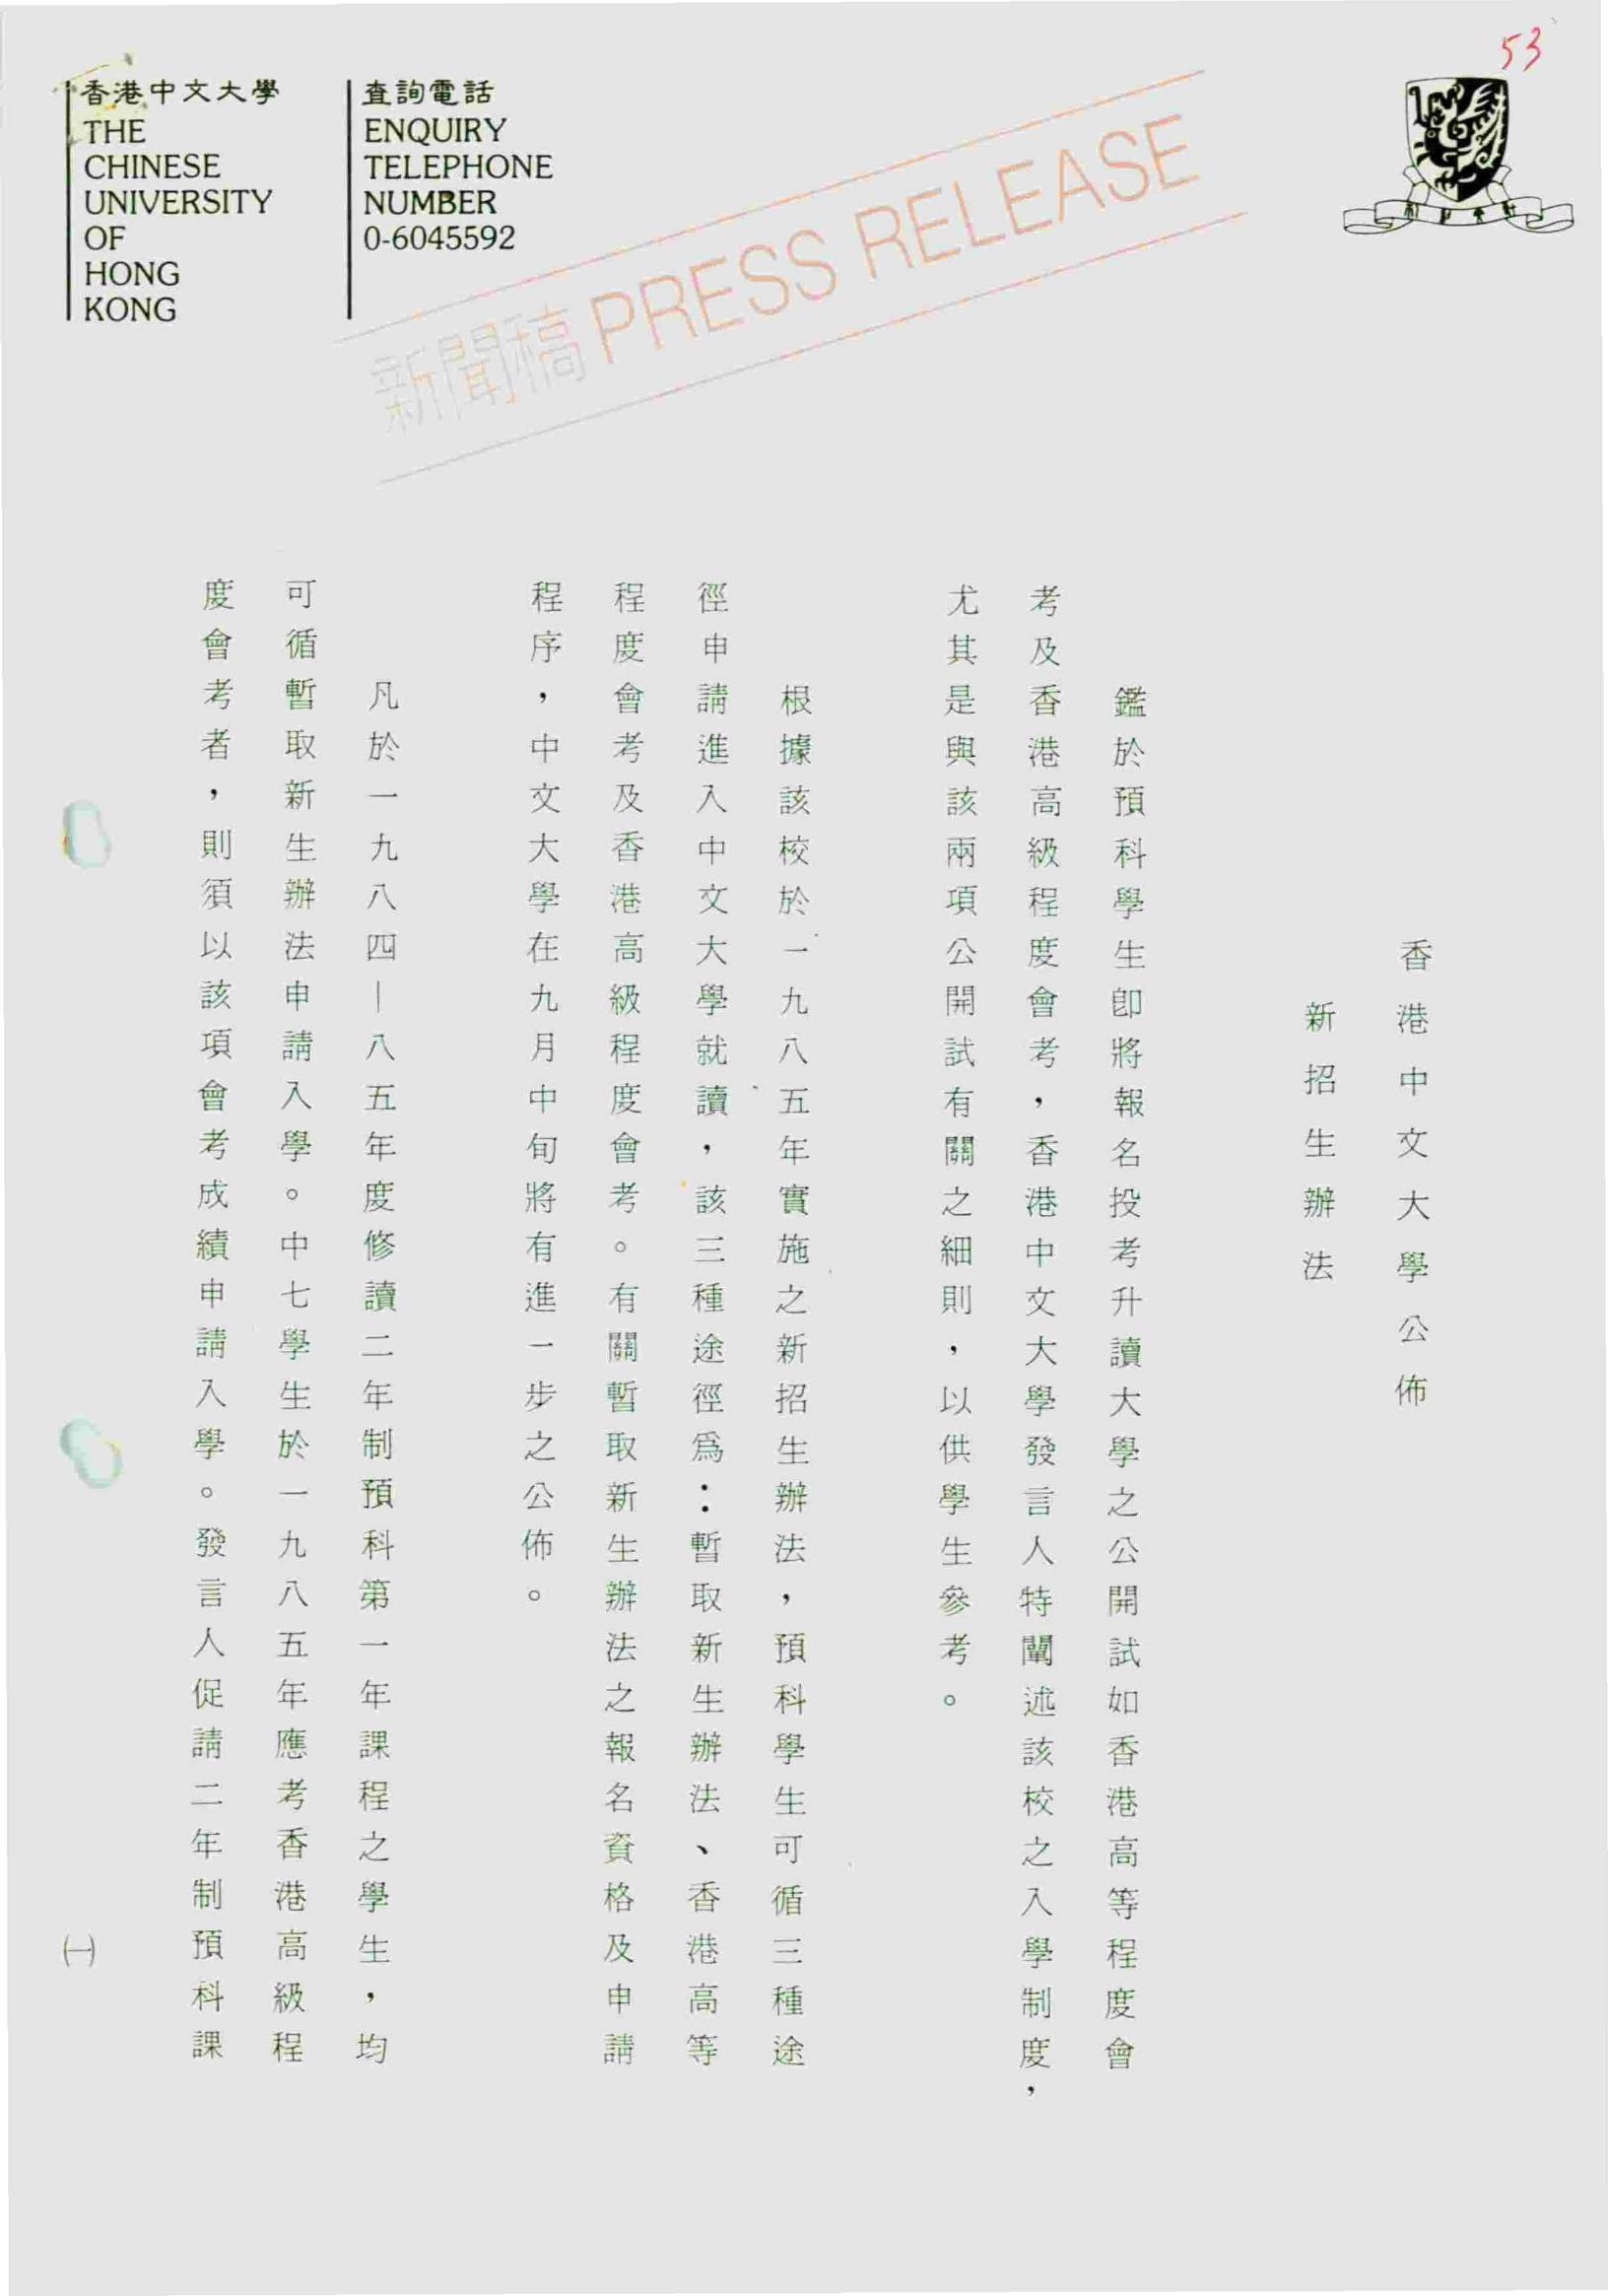 53
香港中文大學
THE
CHINESE
UNIVERSITY
OF
HONG
KONG
查詢電話
ENQUIRY
TELEPHONE
NUMBER
0-6045592
新聞稿 PRESS RELEASE
香港中文大學公佈
新招生辦法
鑑於預科學生即將報名投考升讀大學之公開試如香港高等程度會
考及香港高級程度會考，香港中文大學發言人特闡述該校之入學制度，
尤其是與該兩項公開試有關之細則，以供學生參考。
根據該校於一九八五年實施之新招生辦法，預科學生可循三種途
徑申請進入中文大學就讀，該三種途徑為：暫取新生辦法、香港高等
程度會考及香港高級程度會考。有關暫取新生辦法之報名資格及申請
程序，中文大學在九月中旬將有進一步之公佈。
凡於一九八四—八五年度修讀二年制預科第一年課程之學生，均
可循暫取新生辦法申請入學。中七學生於一九八五年應考香港高級程
度會考者，則須以該項會考成績申請入學。發言人促請二年制預科課
㈠